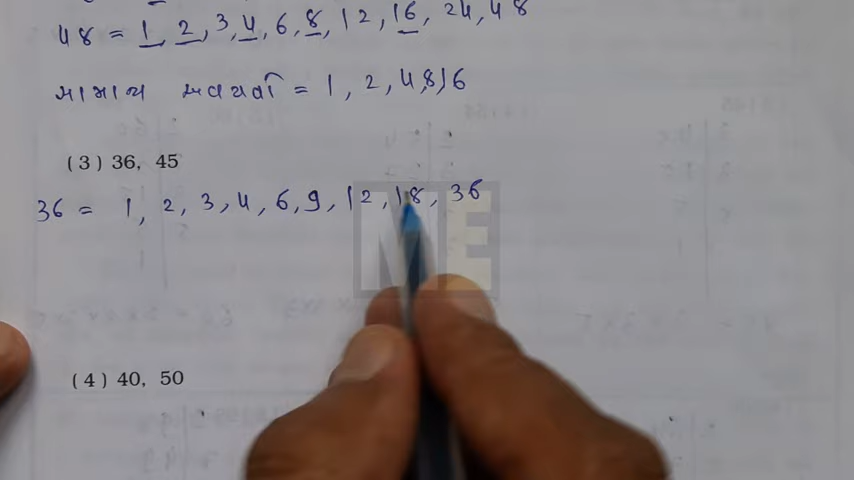 48 = 1, 2, 3, 4, 6, 8, 12, 16, 24, 48
સામાન્ય અવયવો = 1, 2, 4, 8, 16
(3) 36, 45
36 = 1, 2, 3, 4, 6, 9, 12, 18, 36
ME
(4) 40, 50